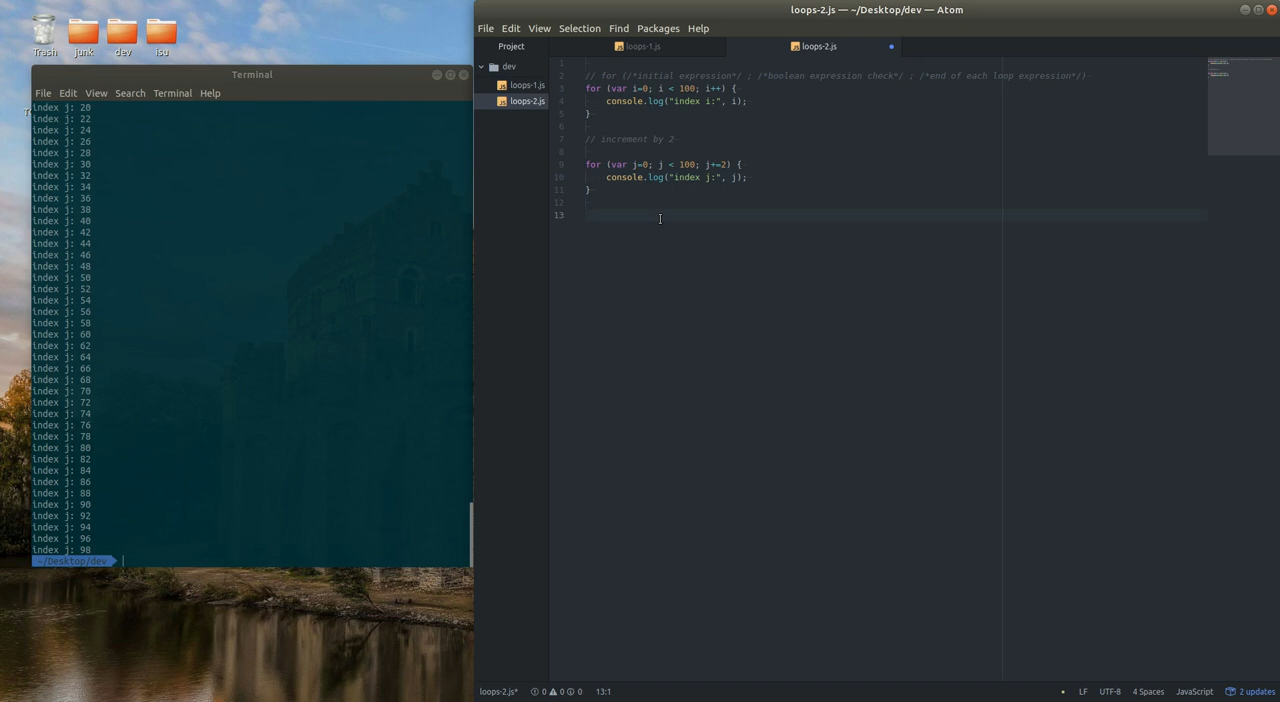 Trash
junk
dev
isu
Terminal
File Edit View Search Terminal Help
index j: 20
index j: 22
index j: 24
index j: 26
index j: 28
index j: 30
index j: 32
index j: 34
index j: 36
index j: 38
index j: 40
index j: 42
index j: 44
index j: 46
index j: 48
index j: 50
index j: 52
index j: 54
index j: 56
index j: 58
index j: 60
index j: 62
index j: 64
index j: 66
index j: 68
index j: 70
index j: 72
index j: 74
index j: 76
index j: 78
index j: 80
index j: 82
index j: 84
index j: 86
index j: 88
index j: 90
index j: 92
index j: 94
index j: 96
index j: 98
~/Desktop/dev
loops-2.js — ~/Desktop/dev — Atom
File Edit View Selection Find Packages Help
Project
dev
loops-1.js
loops-2.js
loops-1.js
loops-2.js
1
2 // for (/*initial expression*/ ; /*boolean expression check*/ ; /*end of each loop expression*/)
3 for (var i=0; i < 100; i++) {
4 console.log("index i:", i);
5 }
6
7 // increment by 2
8
9 for (var j=0; j < 100; j+=2) {
10 console.log("index j:", j);
11 }
12
13
loops-2.js* 0 0 0 13:1
LF UTF-8 4 Spaces JavaScript 2 updates